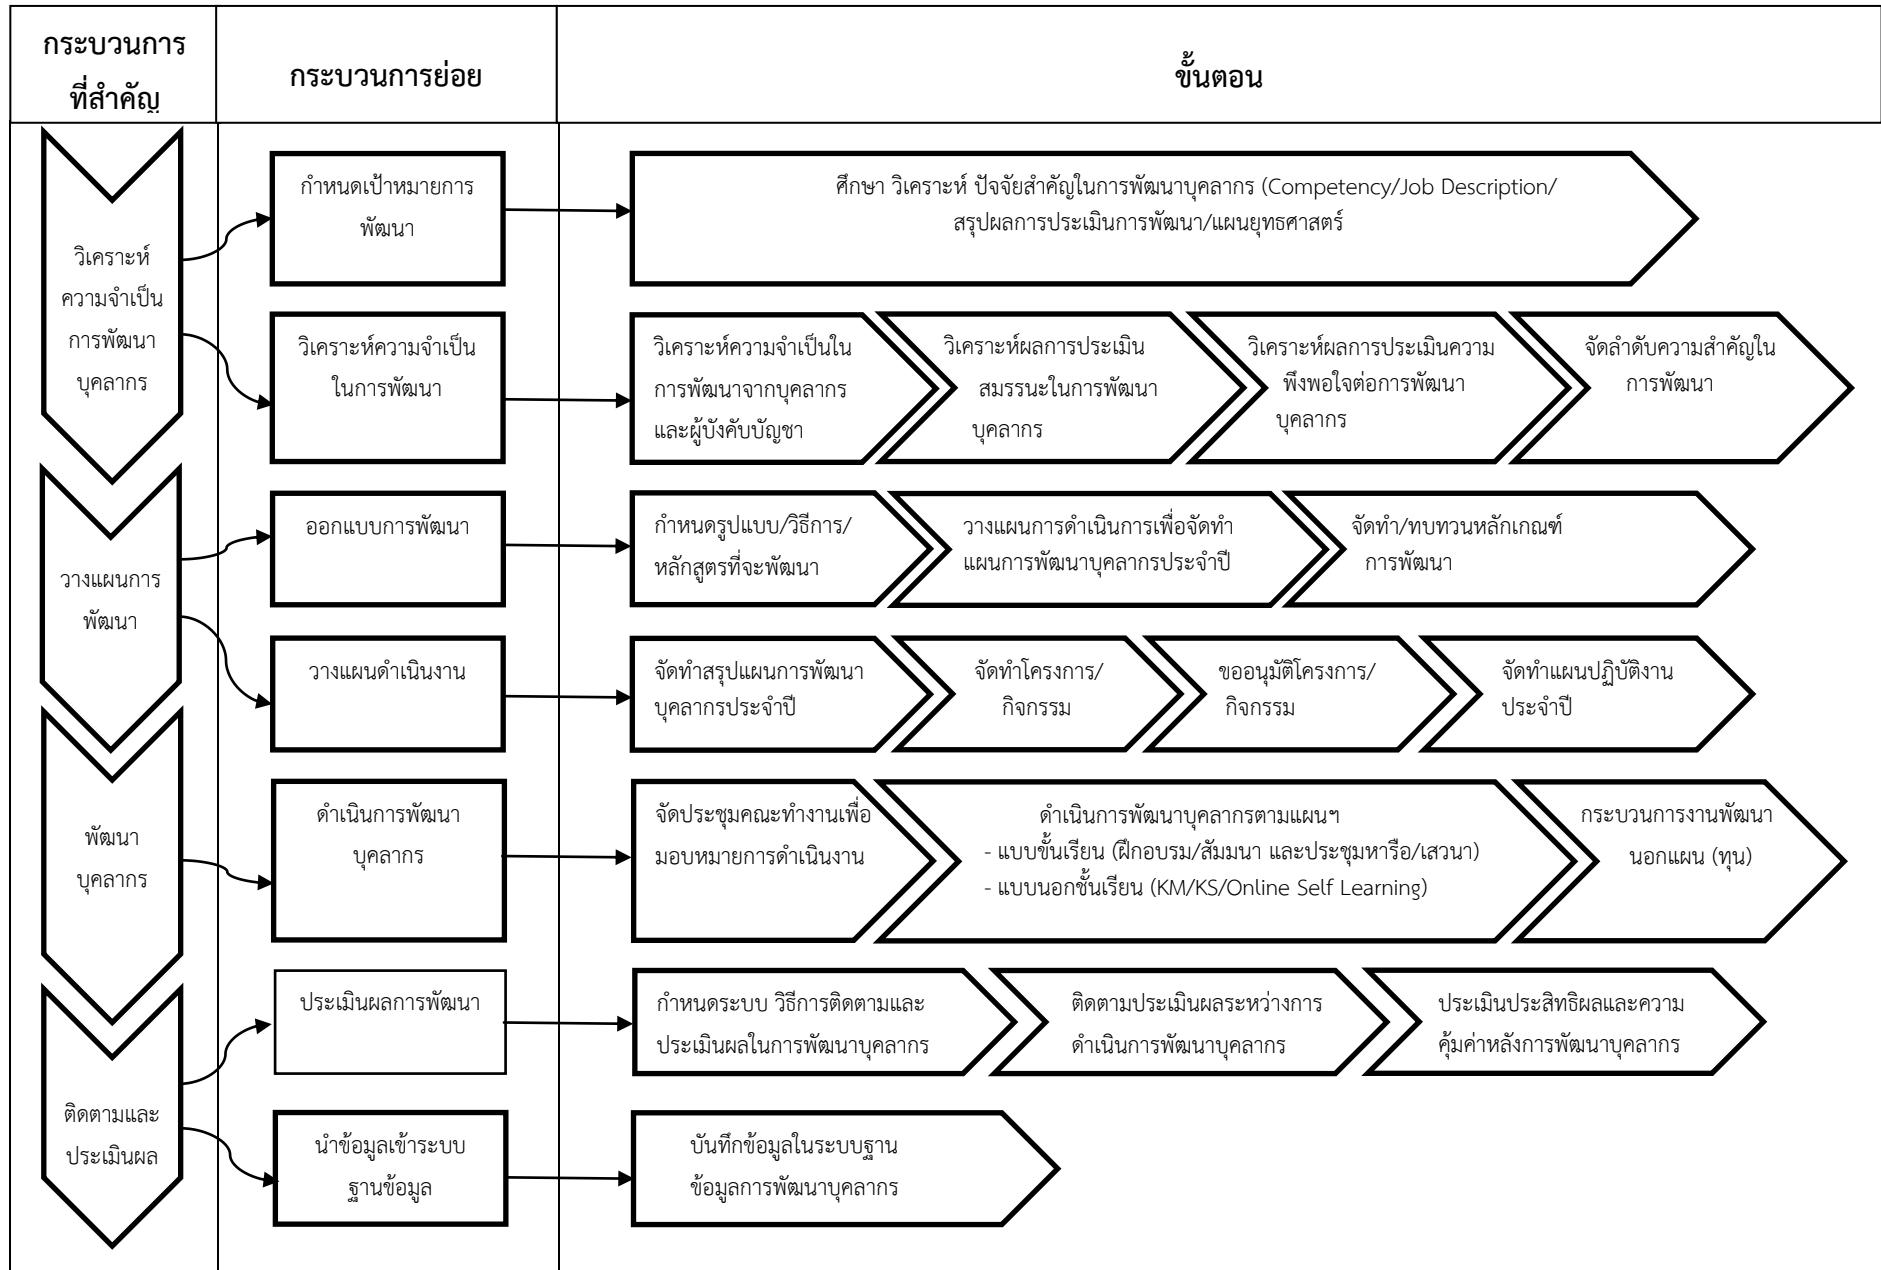 กระบวนการ
ที่สำคัญ
กระบวนการย่อย
ขั้นตอน
วิเคราะห์
ความจำเป็น
การพัฒนา
บุคลากร
กำหนดเป้าหมายการ
พัฒนา
ศึกษา วิเคราะห์ ปัจจัยสำคัญในการพัฒนาบุคลากร (Competency/Job Description/
สรุปผลการประเมินการพัฒนา/แผนยุทธศาสตร์
วิเคราะห์ความจำเป็น
ในการพัฒนา
วิเคราะห์ความจำเป็นใน
การพัฒนาจากบุคลากร
และผู้บังคับบัญชา
วิเคราะห์ผลการประเมิน
สมรรถนะในการพัฒนา
บุคลากร
วิเคราะห์ผลการประเมินความ
พึงพอใจต่อการพัฒนา
บุคลากร
จัดลำดับความสำคัญใน
การพัฒนา
วางแผนการ
พัฒนา
ออกแบบการพัฒนา
กำหนดรูปแบบ/วิธีการ/
หลักสูตรที่จะพัฒนา
วางแผนการดำเนินการเพื่อจัดทำ
แผนการพัฒนาบุคลากรประจำปี
จัดทำ/ทบทวนหลักเกณฑ์
การพัฒนา
วางแผนดำเนินงาน
จัดทำสรุปแผนการพัฒนา
บุคลากรประจำปี
จัดทำโครงการ/
กิจกรรม
ขออนุมัติโครงการ/
กิจกรรม
จัดทำแผนปฏิบัติงาน
ประจำปี
พัฒนา
บุคลากร
ดำเนินการพัฒนา
บุคลากร
จัดประชุมคณะทำงานเพื่อ
มอบหมายการดำเนินงาน
ดำเนินการพัฒนาบุคลากรตามแผนฯ
- แบบขั้นเรียน (ฝึกอบรม/สัมมนา และประชุมหารือ/เสวนา)
- แบบนอกชั้นเรียน (KM/KS/Online Self Learning)
กระบวนการงานพัฒนา
นอกแผน (ทุน)
ติดตามและ
ประเมินผล
ประเมินผลการพัฒนา
กำหนดระบบ วิธีการติดตามและ
ประเมินผลในการพัฒนาบุคลากร
ติดตามประเมินผลระหว่างการ
ดำเนินการพัฒนาบุคลากร
ประเมินประสิทธิผลและความ
คุ้มค่าหลังการพัฒนาบุคลากร
นำข้อมูลเข้าระบบ
ฐานข้อมูล
บันทึกข้อมูลในระบบฐาน
ข้อมูลการพัฒนาบุคลากร